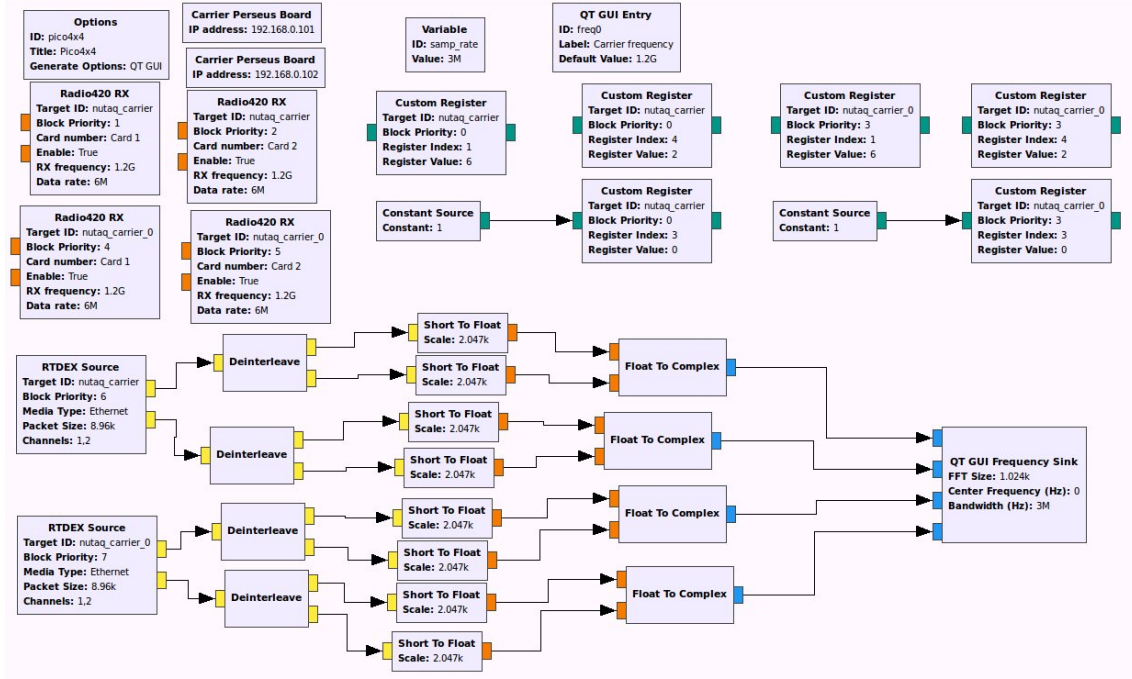 Options
ID: pico4x4
Title: Pico4x4
Generate Options: QT GUI
Carrier Perseus Board
IP address: 192.168.0.101
Carrier Perseus Board
IP address: 192.168.0.102
Variable
ID: samp_rate
Value: 3M
QT GUI Entry
ID: freq0
Label: Carrier frequency
Default Value: 1.2G
Radio420 RX
Target ID: nutaq_carrier
Block Priority: 1
Card number: Card 1
Enable: True
RX frequency: 1.2G
Data rate: 6M
Radio420 RX
Target ID: nutaq_carrier
Block Priority: 2
Card number: Card 2
Enable: True
RX frequency: 1.2G
Data rate: 6M
Custom Register
Target ID: nutaq_carrier
Block Priority: 0
Register Index: 1
Register Value: 6
Custom Register
Target ID: nutaq_carrier
Block Priority: 0
Register Index: 4
Register Value: 2
Custom Register
Target ID: nutaq_carrier_0
Block Priority: 3
Register Index: 1
Register Value: 6
Custom Register
Target ID: nutaq_carrier_0
Block Priority: 3
Register Index: 4
Register Value: 2
Radio420 RX
Target ID: nutaq_carrier_0
Block Priority: 4
Card number: Card 1
Enable: True
RX frequency: 1.2G
Data rate: 6M
Radio420 RX
Target ID: nutaq_carrier_0
Block Priority: 5
Card number: Card 2
Enable: True
RX frequency: 1.2G
Data rate: 6M
Constant Source
Constant: 1
Custom Register
Target ID: nutaq_carrier
Block Priority: 0
Register Index: 3
Register Value: 0
Constant Source
Constant: 1
Custom Register
Target ID: nutaq_carrier_0
Block Priority: 3
Register Index: 3
Register Value: 0
RTDEX Source
Target ID: nutaq_carrier
Block Priority: 6
Media Type: Ethernet
Packet Size: 8.96k
Channels: 1,2
Deinterleave
Short To Float
Scale: 2.047k
Short To Float
Scale: 2.047k
Float To Complex
Deinterleave
Short To Float
Scale: 2.047k
Short To Float
Scale: 2.047k
Float To Complex
QT GUI Frequency Sink
FFT Size: 1.024k
Center Frequency (Hz): 0
Bandwidth (Hz): 3M
RTDEX Source
Target ID: nutaq_carrier_0
Block Priority: 7
Media Type: Ethernet
Packet Size: 8.96k
Channels: 1,2
Deinterleave
Short To Float
Scale: 2.047k
Short To Float
Scale: 2.047k
Float To Complex
Deinterleave
Short To Float
Scale: 2.047k
Short To Float
Scale: 2.047k
Float To Complex